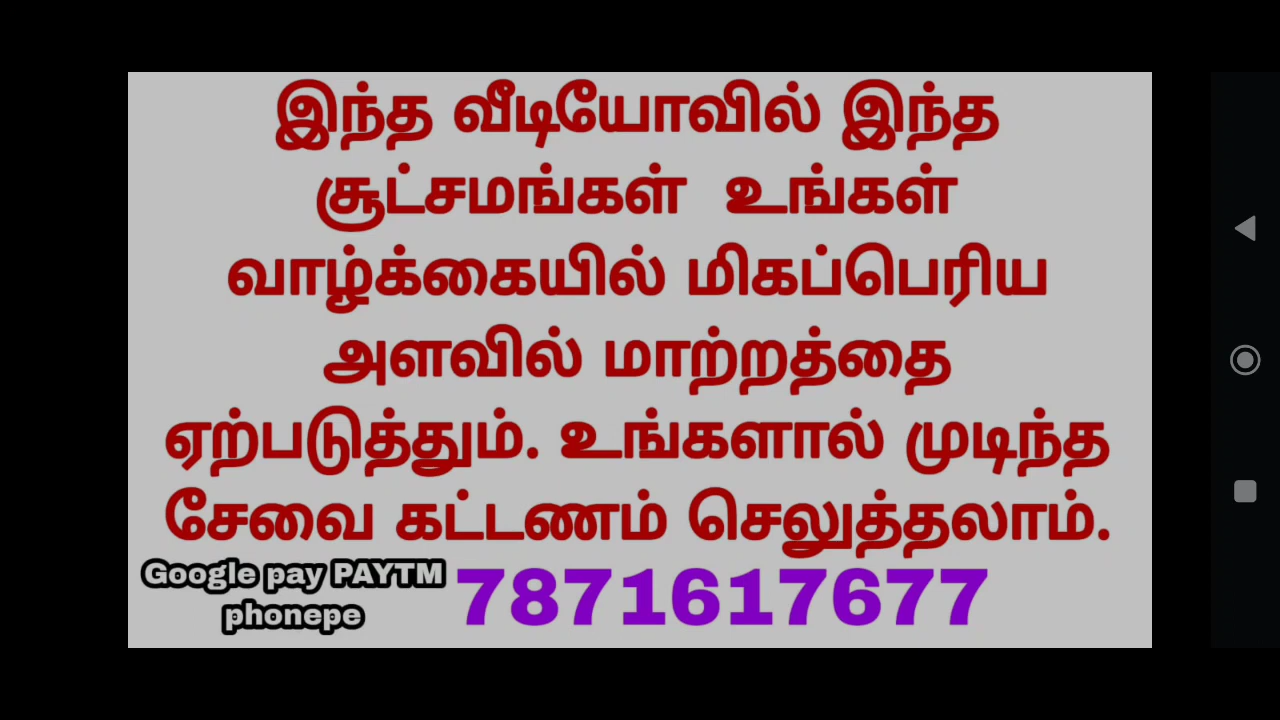 இந்த வீடியோவில் இந்த
சூட்சமங்கள் உங்கள்
வாழ்க்கையில் மிகப்பெரிய
அளவில் மாற்றத்தை
ஏற்படுத்தும். உங்களால் முடிந்த
சேவை கட்டணம் செலுத்தலாம்.
Google pay PAYTM
phonepe
7871617677